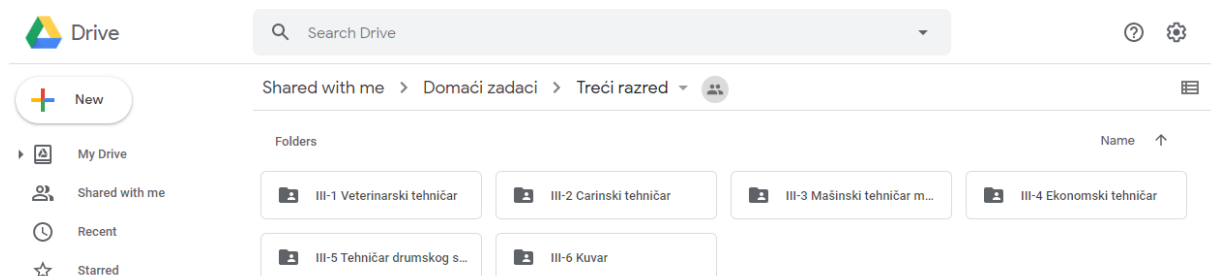 Drive
Search Drive
New
Shared with me > Domaći zadaci > Treći razred
Folders
Name
My Drive
Shared with me
Recent
Starred
III-1 Veterinarski tehničar
III-2 Carinski tehničar
III-3 Mašinski tehničar m...
III-4 Ekonomski tehničar
III-5 Tehničar drumskog s...
III-6 Kuvar